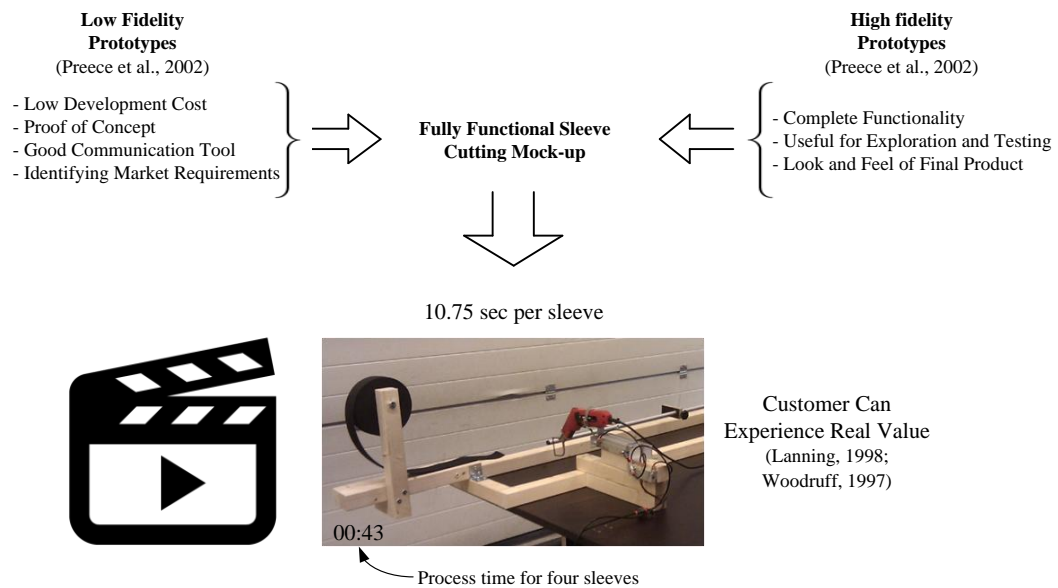 Low Fidelity
Prototypes
(Preece et al., 2002)
- Low Development Cost
- Proof of Concept
- Good Communication Tool
- Identifying Market Requirements
Fully Functional Sleeve
Cutting Mock-up
High fidelity
Prototypes
(Preece et al., 2002)
- Complete Functionality
- Useful for Exploration and Testing
- Look and Feel of Final Product
10.75 sec per sleeve
00:43
Process time for four sleeves
Customer Can
Experience Real Value
(Lanning, 1998;
Woodruff, 1997)